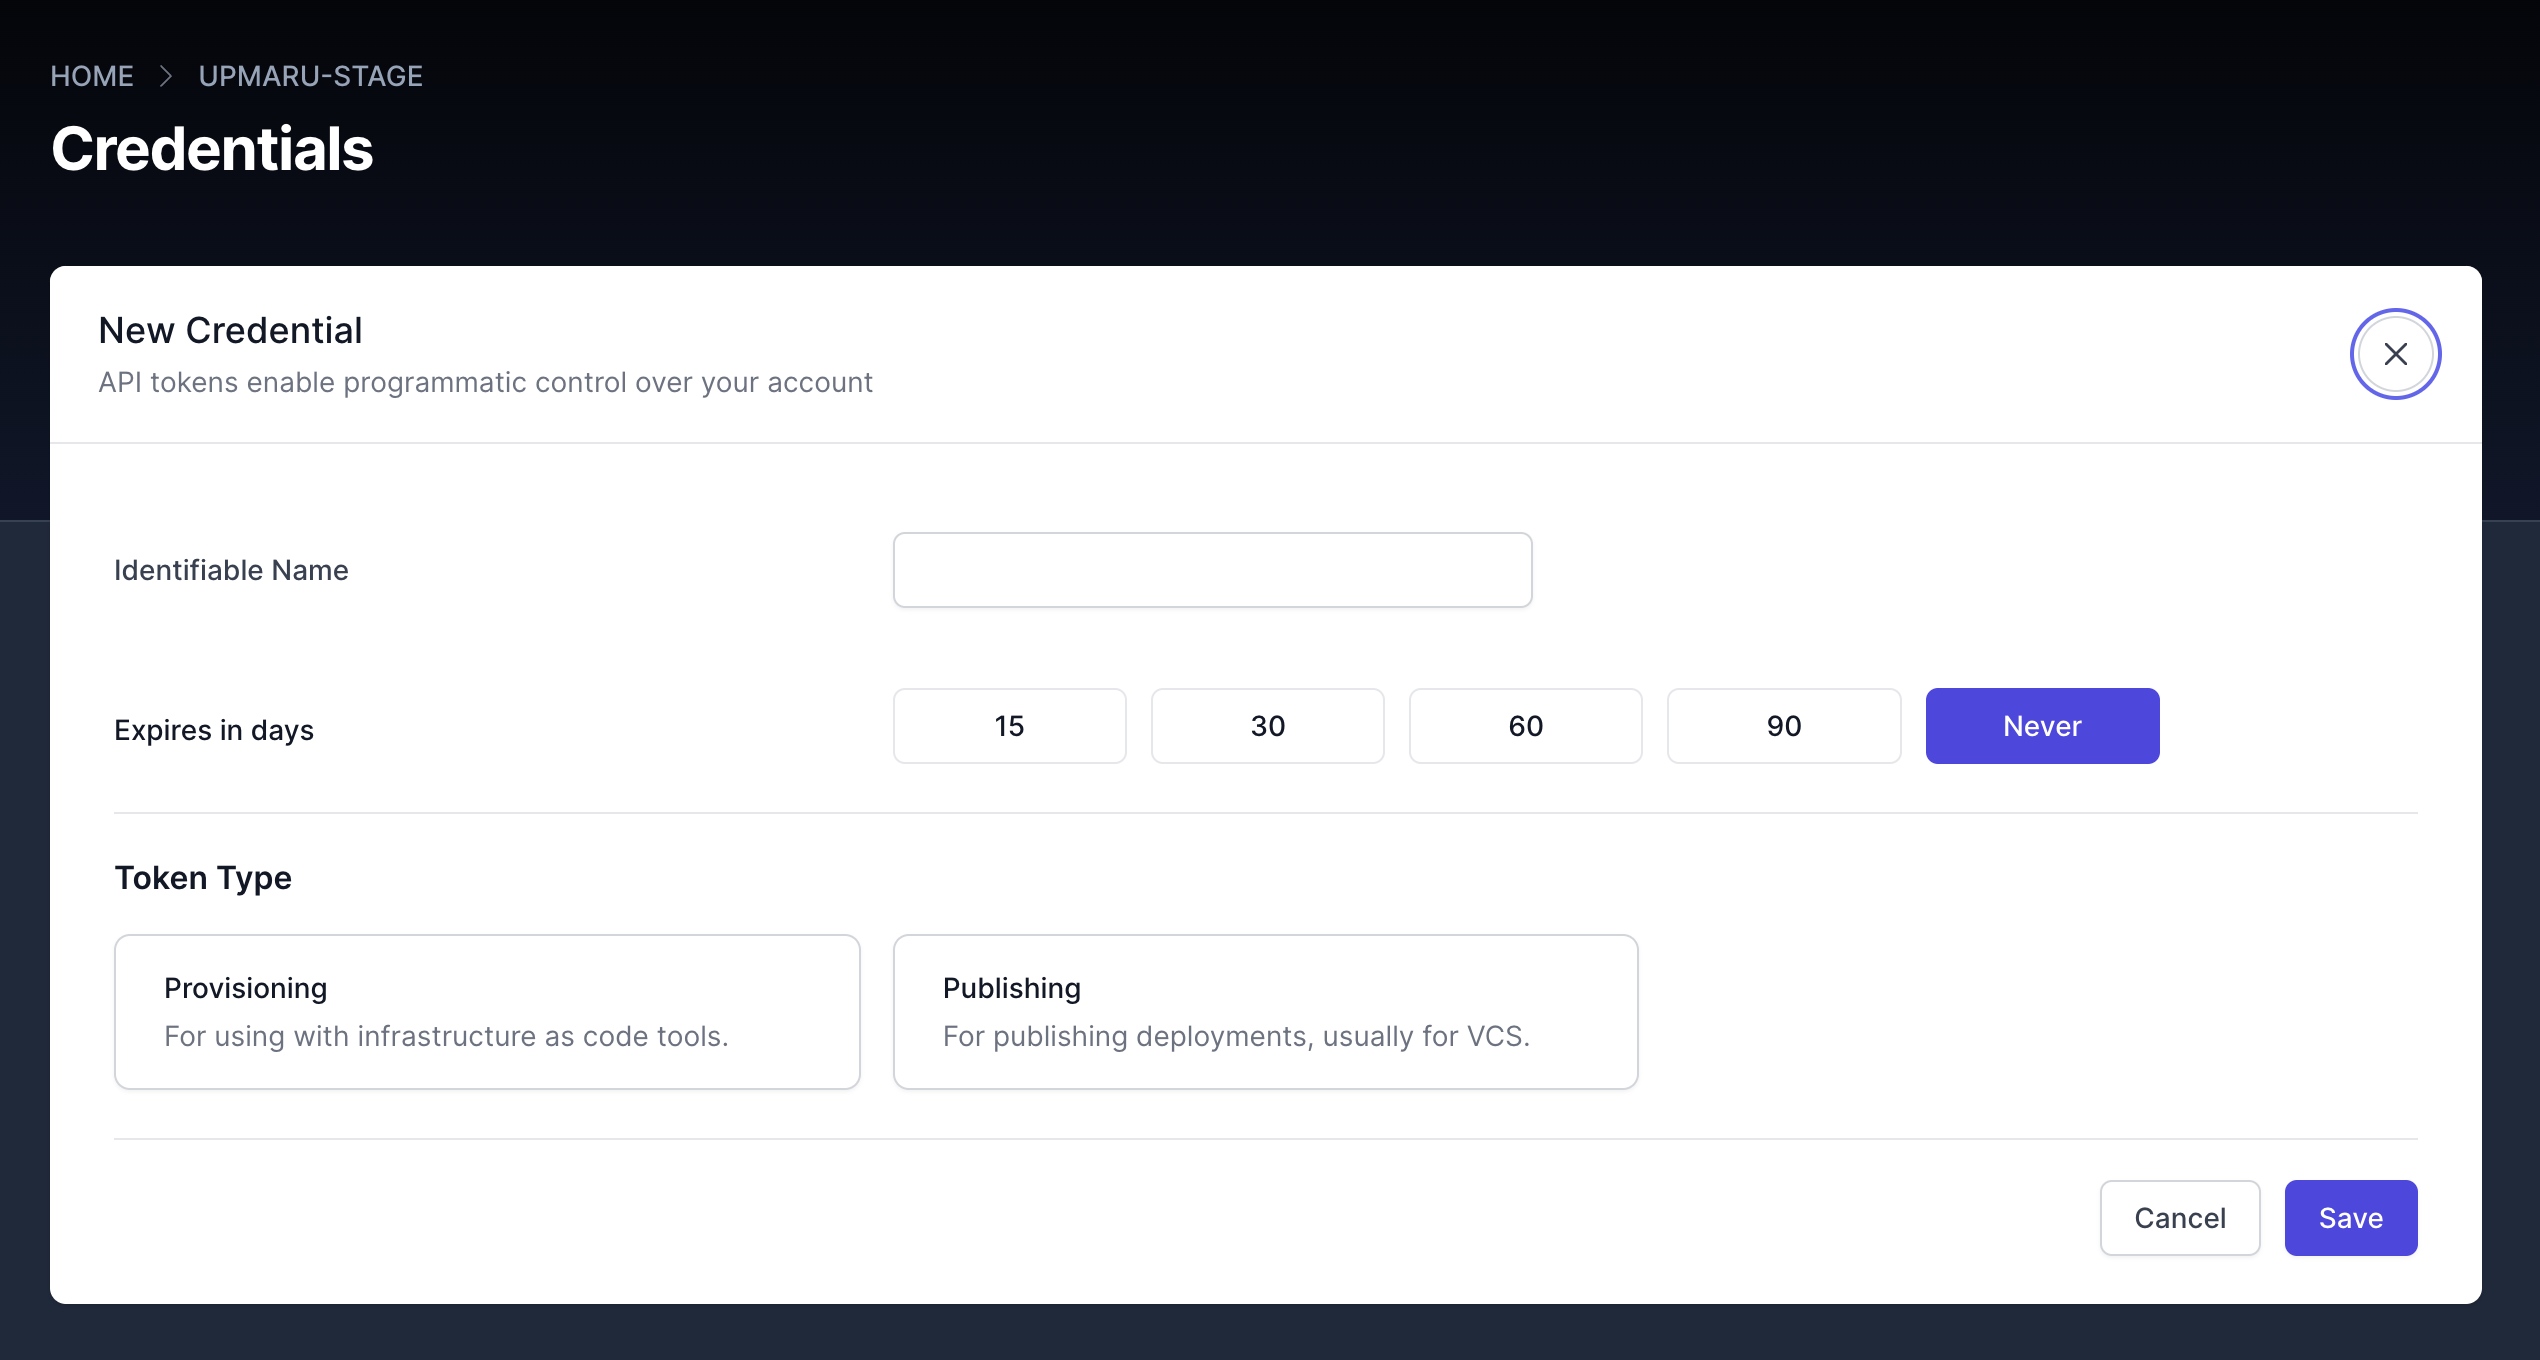 HOME > UPMARU-STAGE
Credentials
New Credential
API tokens enable programmatic control over your account
Identifiable Name
Expires in days
15 30 60 90 Never
Token Type
Provisioning
For using with infrastructure as code tools.
Publishing
For publishing deployments, usually for VCS.
Cancel Save